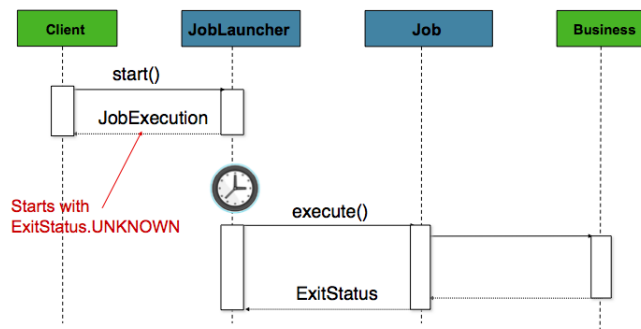 Client
JobLauncher
Job
Business
start()
JobExecution
Starts with
ExitStatus.UNKNOWN
execute()
ExitStatus